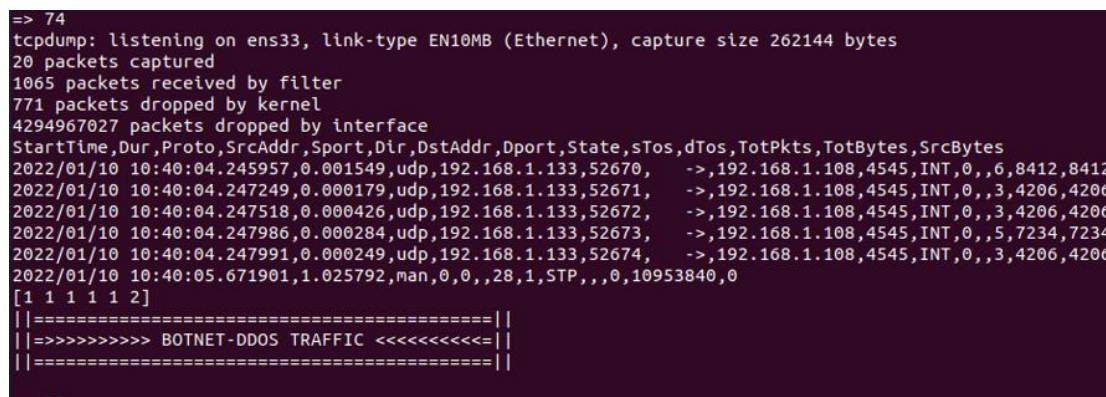 => 74
tcpdump: listening on ens33, link-type EN10MB (Ethernet), capture size 262144 bytes
20 packets captured
1065 packets received by filter
771 packets dropped by kernel
4294967027 packets dropped by interface
StartTime,Dur,Proto,SrcAddr,Sport,Dir,DstAddr,Dport,State,sTos,dTos,TotPkts,TotBytes,SrcBytes
2022/01/10 10:40:04.245957,0.001549,udp,192.168.1.133,52670,   ->,192.168.1.108,4545,INT,0,,6,8412,8412
2022/01/10 10:40:04.247249,0.000179,udp,192.168.1.133,52671,   ->,192.168.1.108,4545,INT,0,,3,4206,4206
2022/01/10 10:40:04.247518,0.000426,udp,192.168.1.133,52672,   ->,192.168.1.108,4545,INT,0,,3,4206,4206
2022/01/10 10:40:04.247986,0.000284,udp,192.168.1.133,52673,   ->,192.168.1.108,4545,INT,0,,5,7234,7234
2022/01/10 10:40:04.247991,0.000249,udp,192.168.1.133,52674,   ->,192.168.1.108,4545,INT,0,,3,4206,4206
2022/01/10 10:40:05.671901,1.025792,man,0,0,,28,1,STP,,,0,10953840,0
[1 1 1 1 1 2]
||===========================================||
||=>>>>>>>>>> BOTNET-DDOS TRAFFIC <<<<<<<<<<=||
||===========================================||